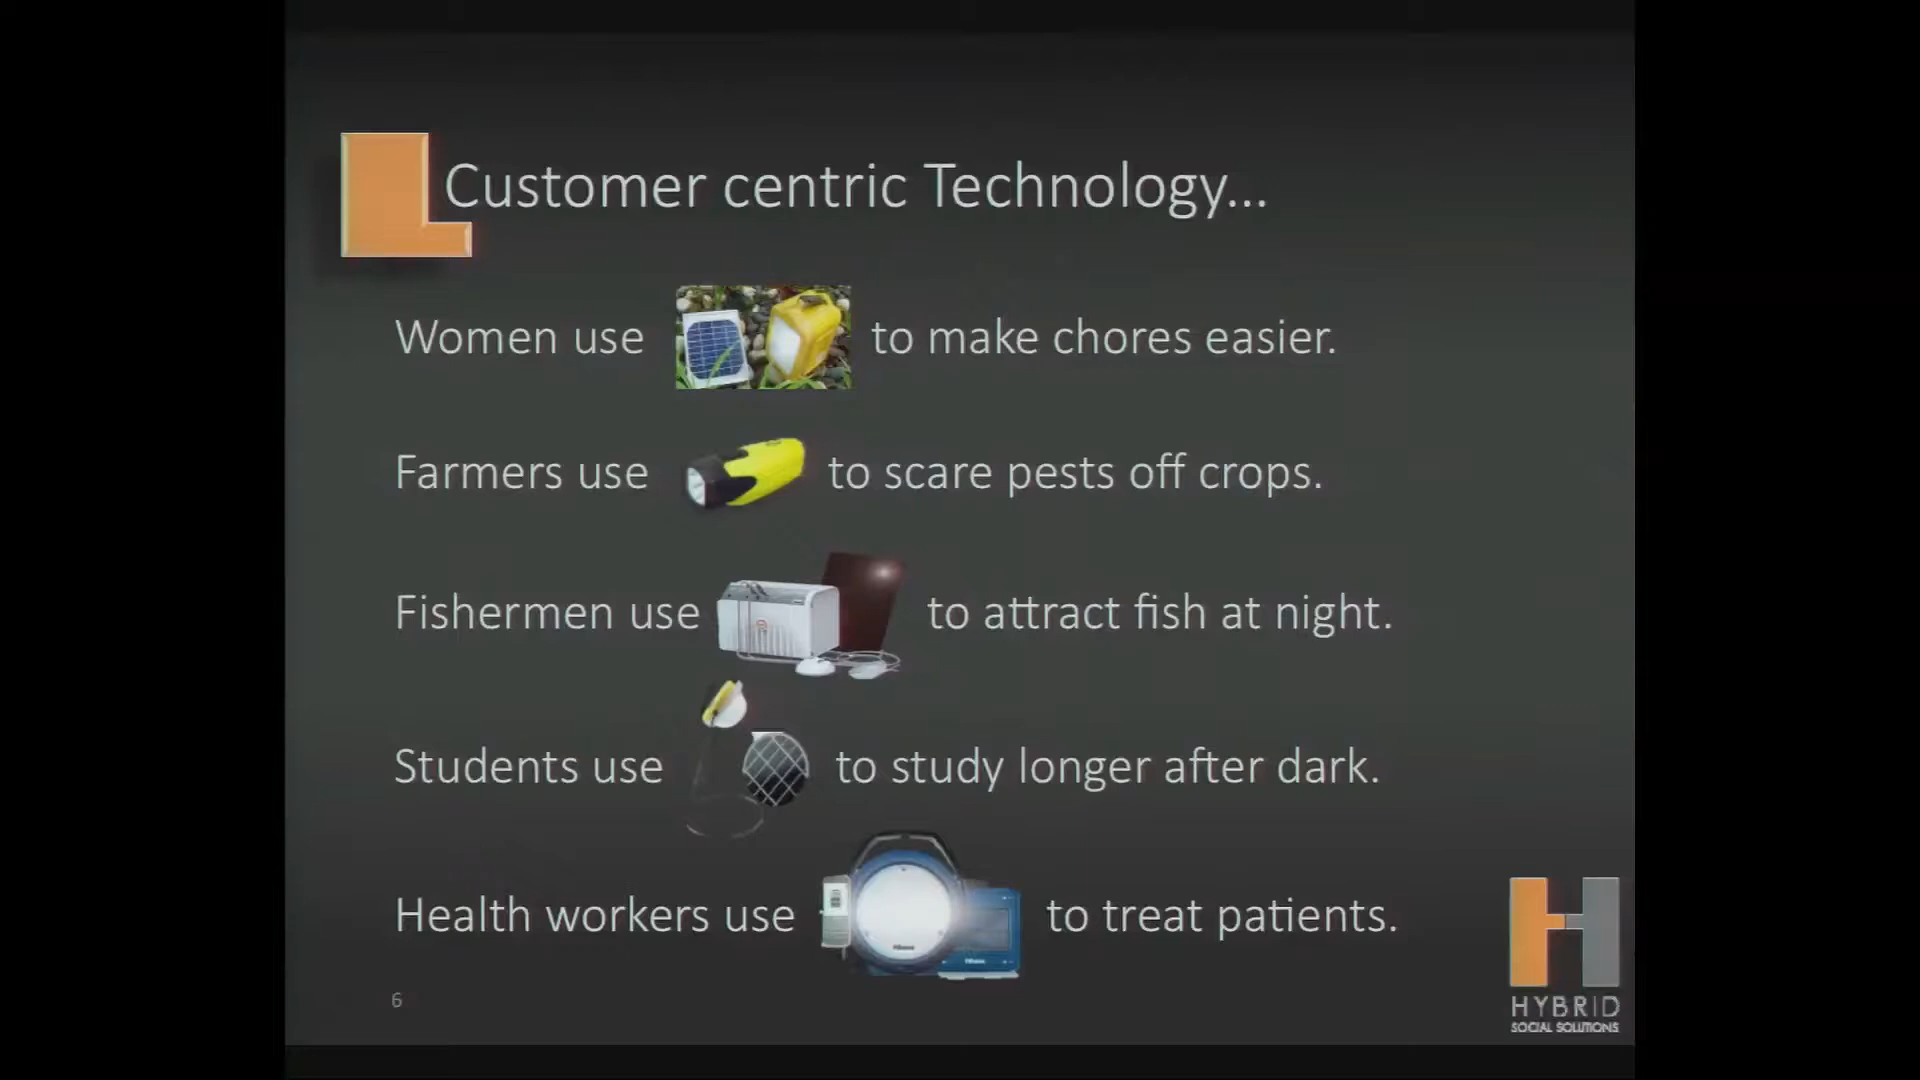 Customer centric Technology...
Women use to make chores easier.
Farmers use to scare pests off crops.
Fishermen use to attract fish at night.
Students use to study longer after dark.
Health workers use to treat patients.
6
HYBRID
SOCIAL SOLUTIONS